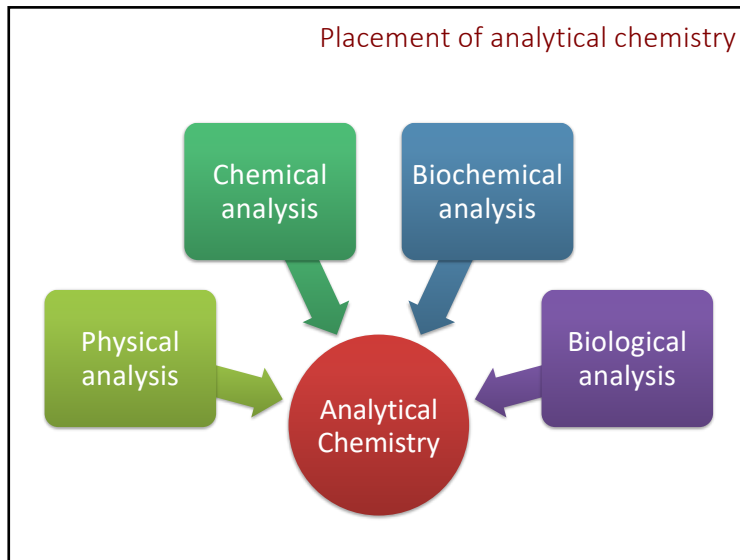 Placement of analytical chemistry
Chemical
analysis
Biochemical
analysis
Physical
analysis
Biological
analysis
Analytical
Chemistry